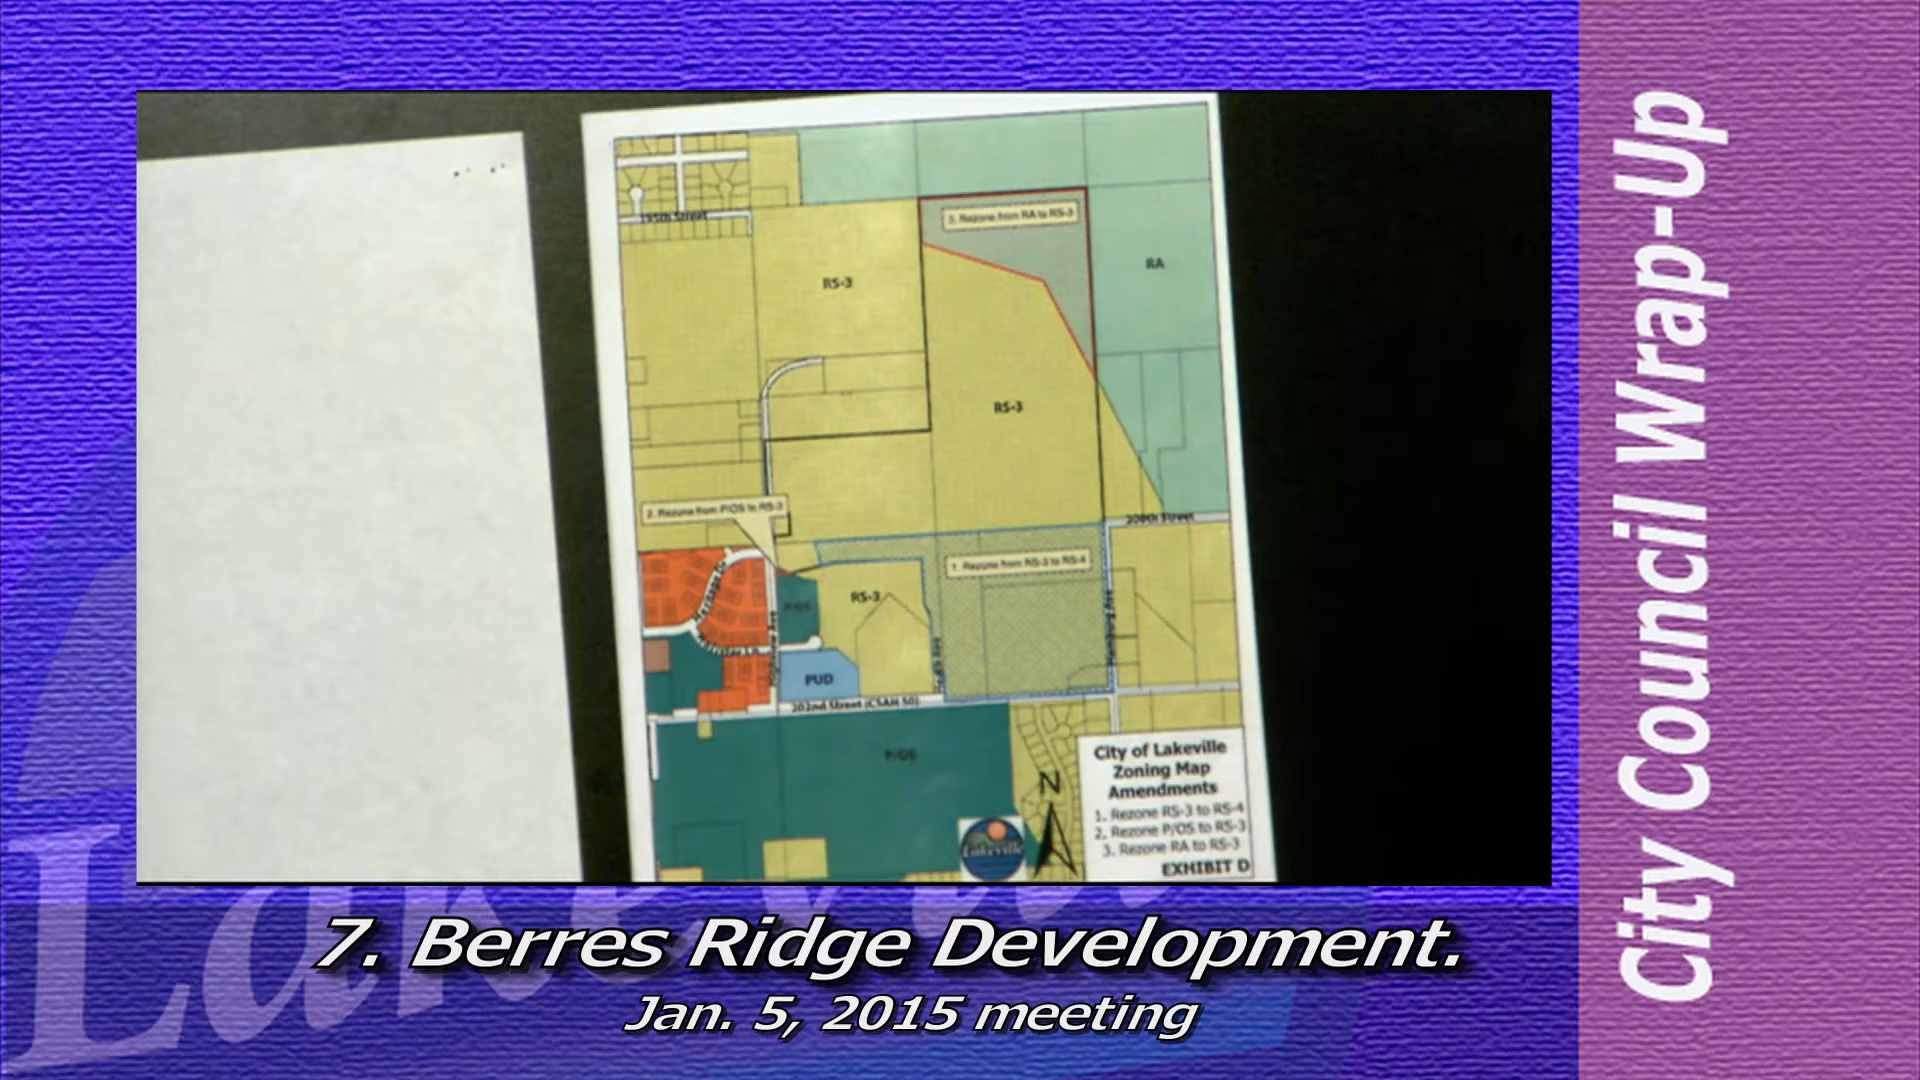 195th Street
3. Rezone from RA to RS-3
RS-3
RA
RS-3
2. Rezone from P/OS to RS-3
208th Street
1. Rezone from RS-3 to RS-4
RS-3
P/OS
PUD
202nd Street (CSAH 50)
P/OS
N
Lakeville
City of Lakeville
Zoning Map
Amendments
1. Rezone RS-3 to RS-4
2. Rezone P/OS to RS-3
3. Rezone RA to RS-3
EXHIBIT D
7. Berres Ridge Development.
Jan. 5, 2015 meeting
City Council Wrap-Up